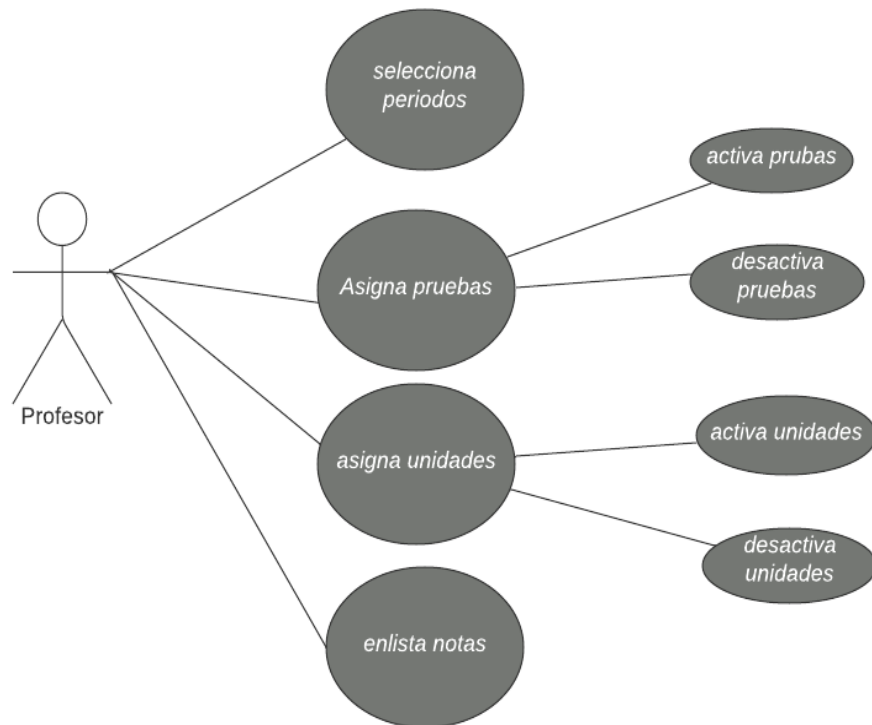 selecciona
periodos
activa prubas
Asigna pruebas
desactiva
pruebas
Profesor
asigna unidades
activa unidades
desactiva
unidades
enlista notas